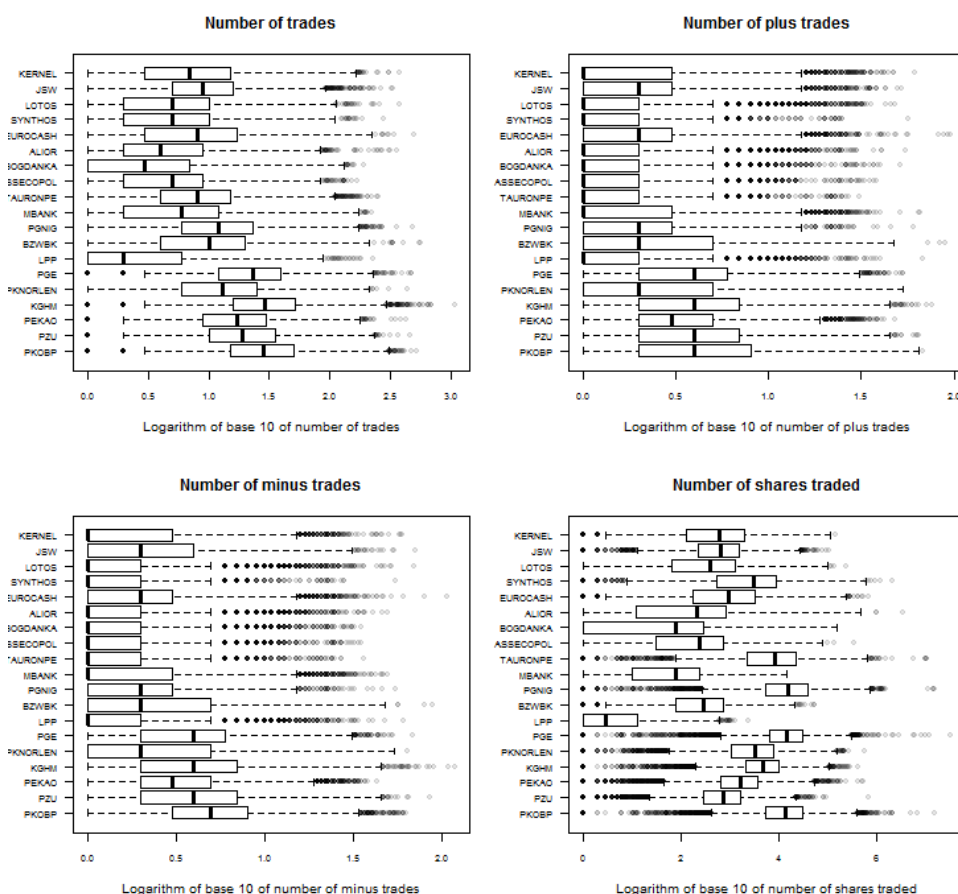 Number of trades
KERNEL
JSW
LOTOS
SYNTHOS
EUROCASH
ALIOR
BOGDANKA
ASSECOPOL
TAURONPE
MBANK
PGNIG
BZWBK
LPP
PGE
PKNORLEN
KGHM
PEKAO
PZU
PKOBP
0.0 0.5 1.0 1.5 2.0 2.5 3.0
Logarithm of base 10 of number of trades
Number of plus trades
KERNEL
JSW
LOTOS
SYNTHOS
EUROCASH
ALIOR
BOGDANKA
ASSECOPOL
TAURONPE
MBANK
PGNIG
BZWBK
LPP
PGE
PKNORLEN
KGHM
PEKAO
PZU
PKOBP
0.0 0.5 1.0 1.5 2.0
Logarithm of base 10 of number of plus trades
Number of minus trades
KERNEL
JSW
LOTOS
SYNTHOS
EUROCASH
ALIOR
BOGDANKA
ASSECOPOL
TAURONPE
MBANK
PGNIG
BZWBK
LPP
PGE
PKNORLEN
KGHM
PEKAO
PZU
PKOBP
0.0 0.5 1.0 1.5 2.0
Logarithm of base 10 of number of minus trades
Number of shares traded
KERNEL
JSW
LOTOS
SYNTHOS
EUROCASH
ALIOR
BOGDANKA
ASSECOPOL
TAURONPE
MBANK
PGNIG
BZWBK
LPP
PGE
PKNORLEN
KGHM
PEKAO
PZU
PKOBP
0 2 4 6
Logarithm of base 10 of number of shares traded